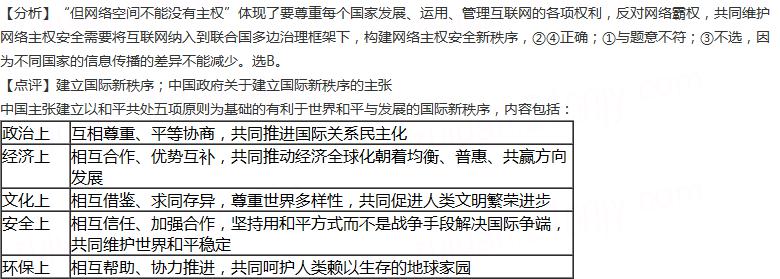 【分析】“但网络空间不能没有主权”体现了要尊重每个国家发展、运用、管理互联网的各项权利，反对网络霸权，共同维护
网络主权安全需要将互联网纳入到联合国多边治理框架下，构建网络主权安全新秩序，②④正确；①与题意不符；③不选，因
为不同国家的信息传播的差异不能减少。选B。
【点评】建立国际新秩序；中国政府关于建立国际新秩序的主张
中国主张建立以和平共处五项原则为基础的有利于世界和平与发展的国际新秩序，内容包括：
政治上 互相尊重、平等协商，共同推进国际关系民主化
经济上 相互合作、优势互补，共同推动经济全球化朝着均衡、普惠、共赢方向
发展
文化上 相互借鉴、求同存异，尊重世界多样性，共同促进人类文明繁荣进步
安全上 相互信任、加强合作，坚持用和平方式而不是战争手段解决国际争端，
共同维护世界和平稳定
环保上 相互帮助、协力推进，共同呵护人类赖以生存的地球家园